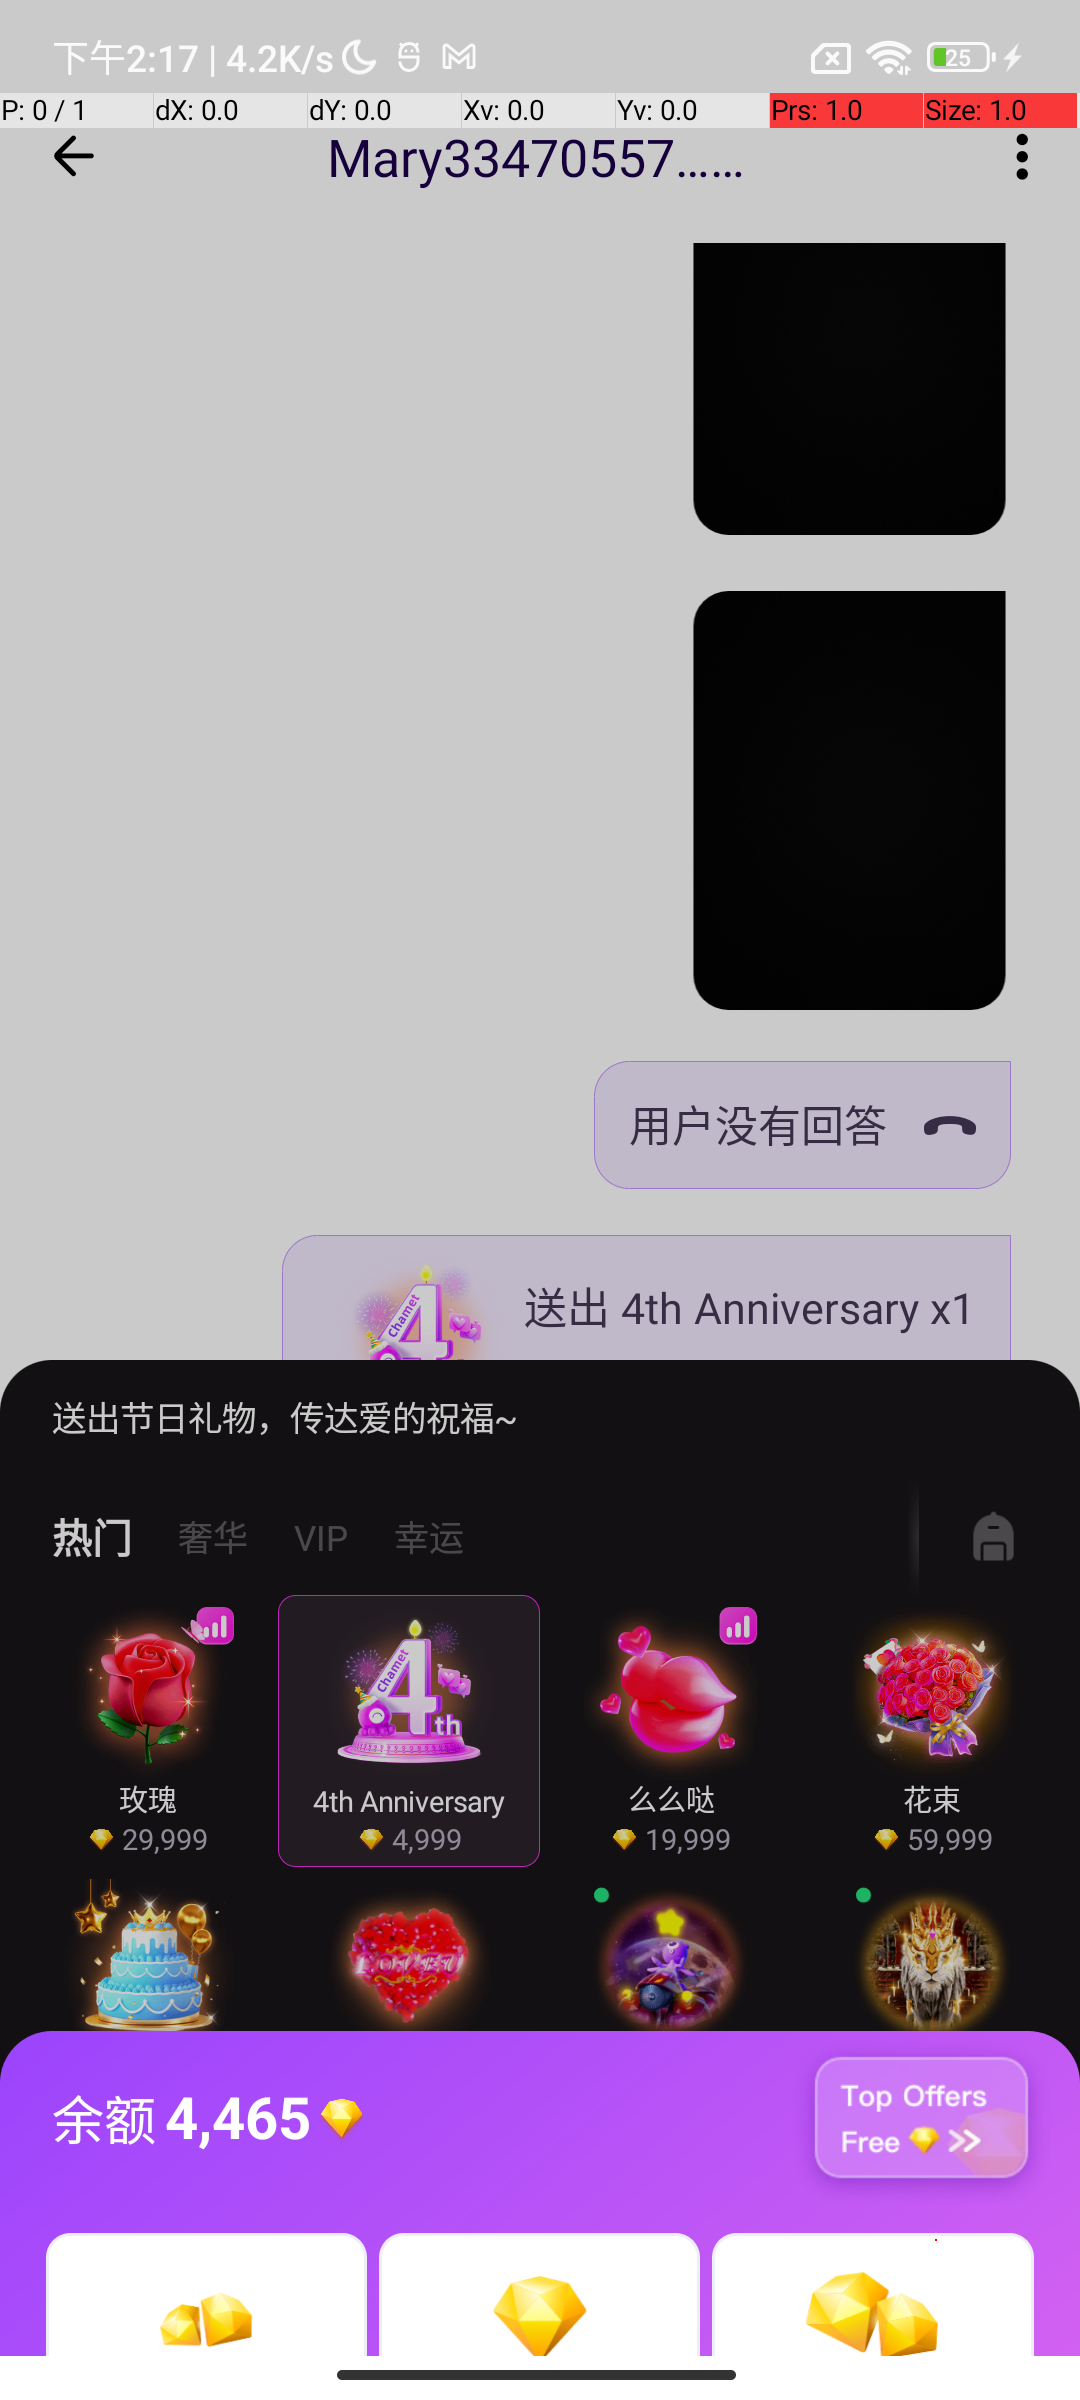 下午2:17 | 4.2K/s
25
P: 0 / 1
dX: 0.0
dY: 0.0
Xv: 0.0
Yv: 0.0
Prs: 1.0
Size: 1.0
Mary33470557......
用户没有回答
Chamet
4
送出 4th Anniversary x1
送出节日礼物，传达爱的祝福~
热门
奢华
VIP
幸运
Chamet
4th
玫瑰
29,999
4th Anniversary
4,999
么么哒
19,999
花束
59,999
余额 4,465
Top Offers
Free